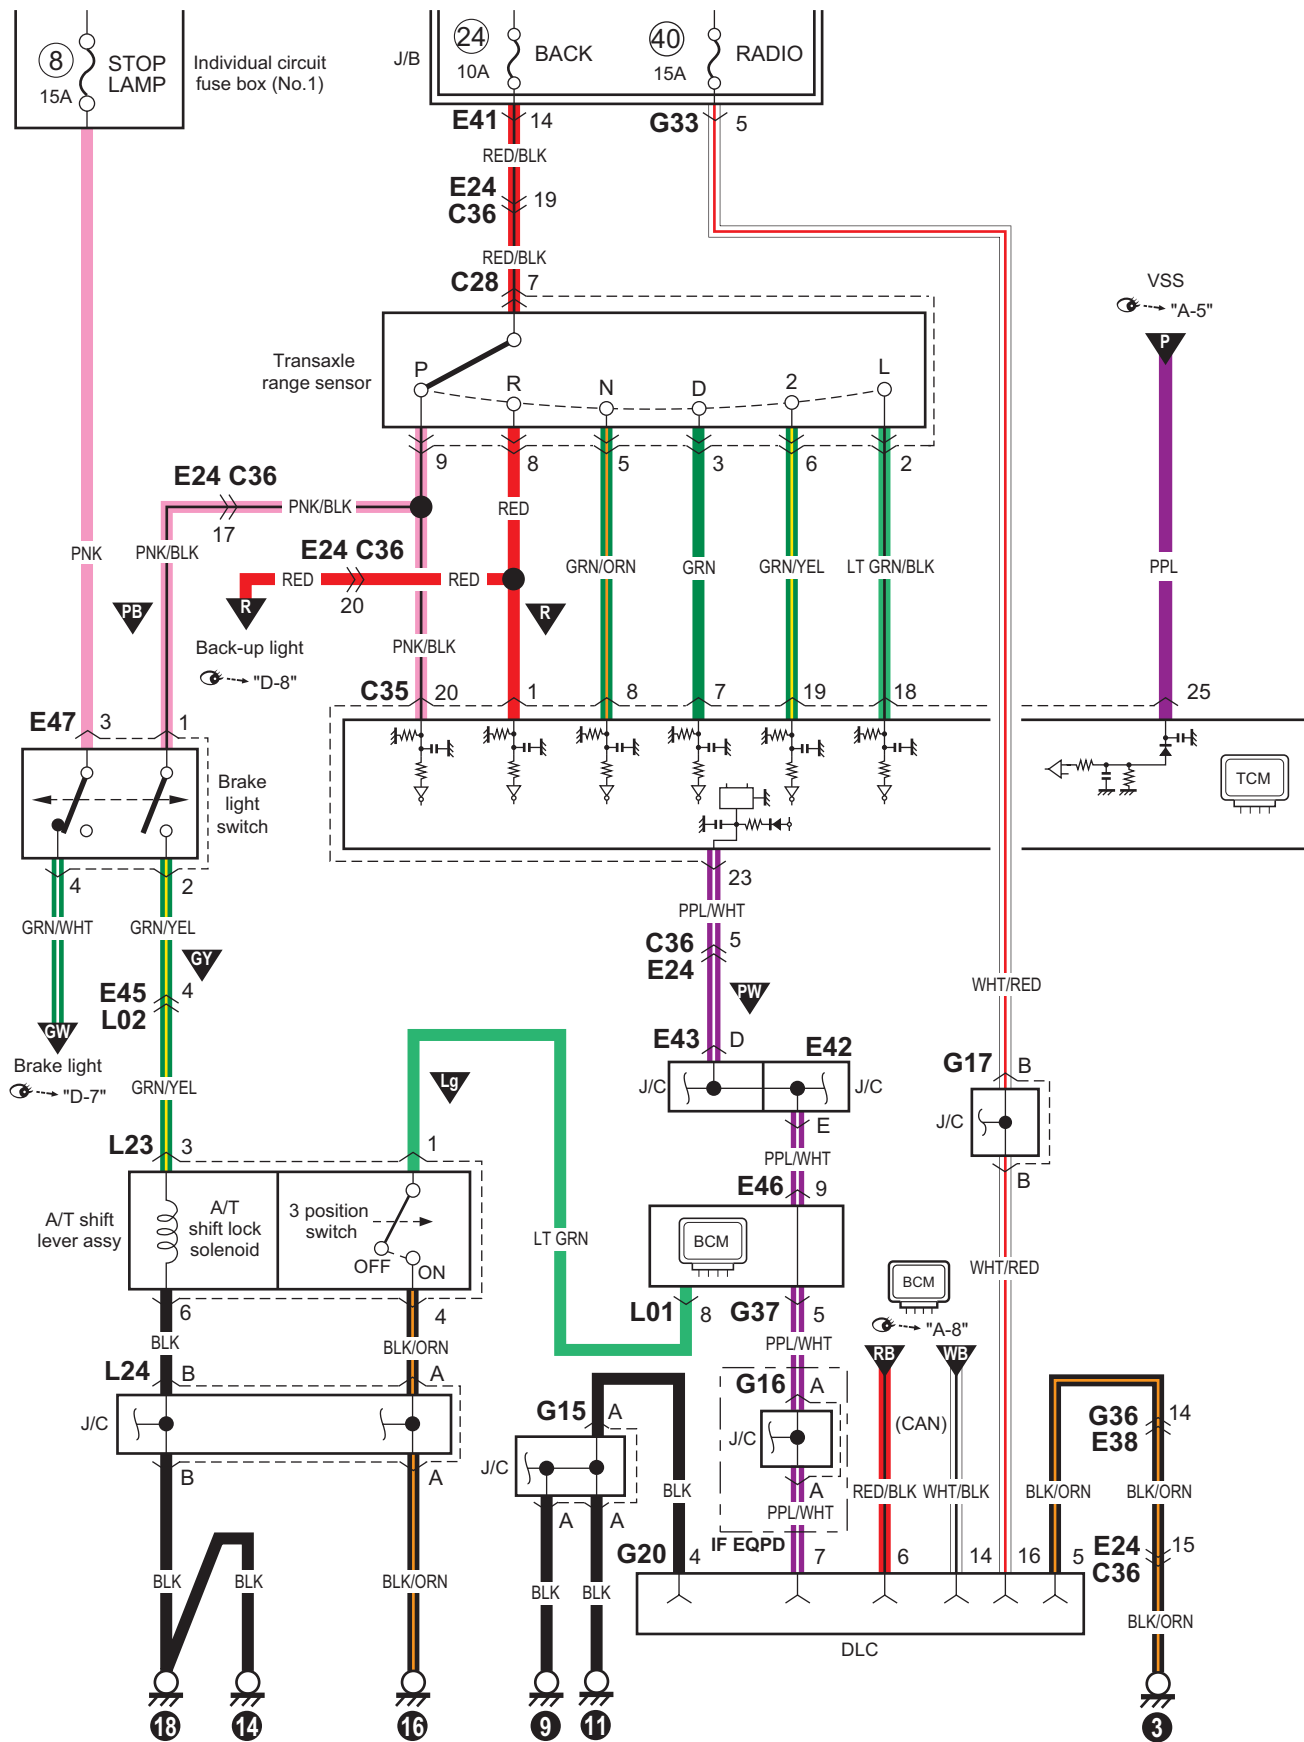 8
15A
STOP
LAMP
Individual circuit
fuse box (No.1)
J/B
24
10A
BACK
40
15A
RADIO
E41
14
G33
5
RED/BLK
E24
C36
19
RED/BLK
C28
7
VSS
"A-5"
P
Transaxle
range sensor
P
R
N
D
2
L
9
8
5
3
6
2
E24 C36
17
PNK/BLK
RED
PNK
PNK/BLK
E24 C36
RED
RED
20
GRN/ORN
GRN
GRN/YEL
LT GRN/BLK
PPL
PB
R
R
Back-up light
"D-8"
PNK/BLK
C35
20
1
8
7
19
18
25
E47
3
1
Brake
light
switch
TCM
4
2
23
GRN/WHT
GRN/YEL
PPL/WHT
GY
C36
E24
5
E45
L02
4
PW
WHT/RED
GW
Brake light
"D-7"
E43
D
E42
G17
B
GRN/YEL
Lg
J/C
J/C
J/C
L23
3
1
E
B
PPL/WHT
E46
9
A/T shift
lever assy
A/T
shift lock
solenoid
3 position
switch
OFF
ON
LT GRN
BCM
WHT/RED
BCM
6
4
L01
8
G37
5
"A-8"
BLK
BLK/ORN
PPL/WHT
RB
WB
L24
B
A
G16
A
J/C
G15
A
J/C
(CAN)
G36
E38
14
B
A
J/C
A
A
A
BLK
PPL/WHT
RED/BLK
WHT/BLK
BLK/ORN
BLK/ORN
IF EQPD
G20
4
7
6
14
16
5
E24
C36
15
BLK
BLK
BLK/ORN
BLK
BLK
BLK/ORN
DLC
18
14
16
9
11
3